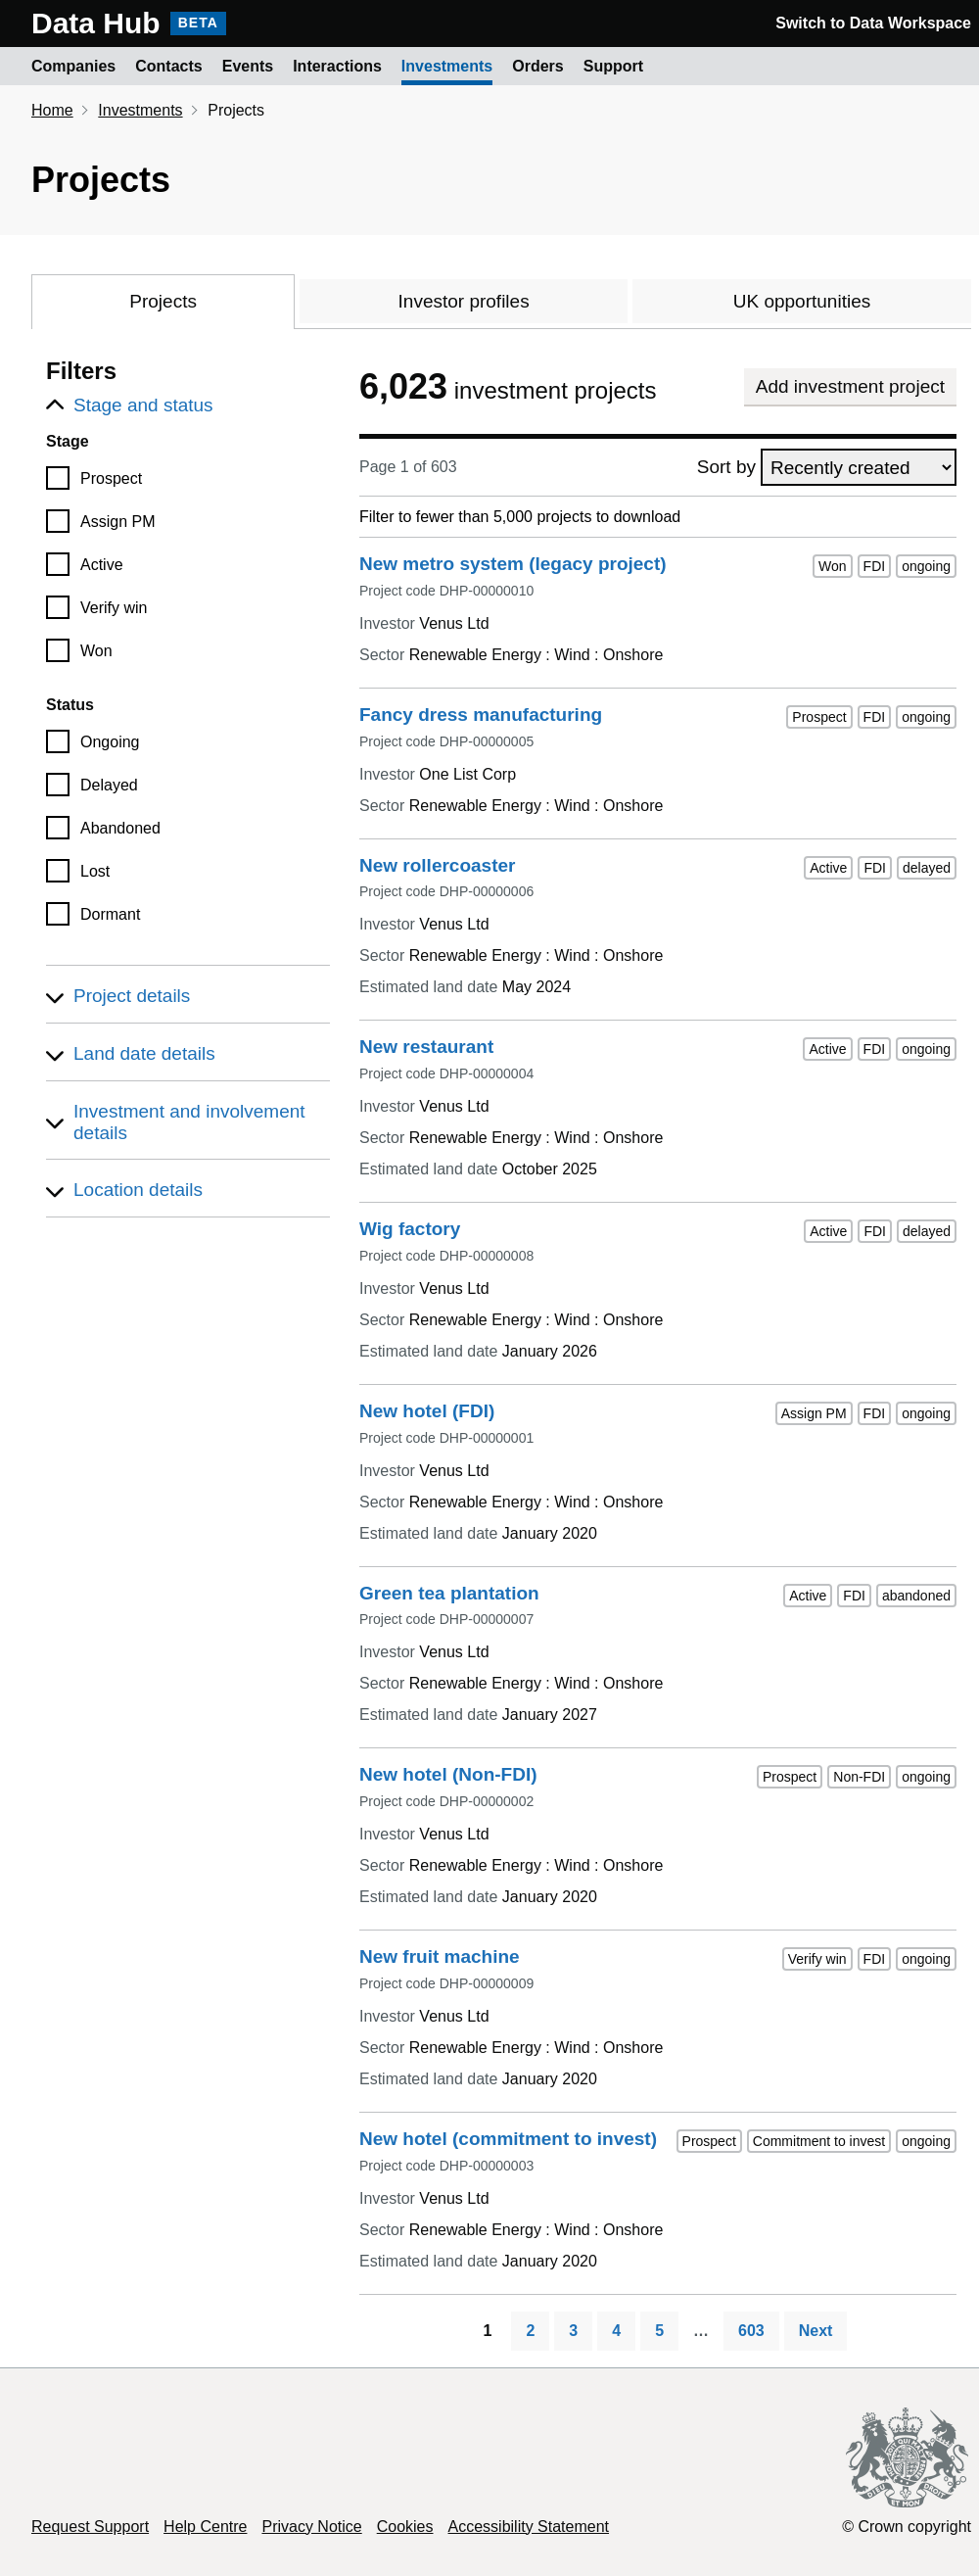 Data Hub BETA Switch to Data Workspace
Companies Contacts Events Interactions Investments Orders Support
Home Investments Projects
Projects
Projects Investor profiles UK opportunities
Filters
Stage and status
Stage
Prospect
Assign PM
Active
Verify win
Won
Status
Ongoing
Delayed
Abandoned
Lost
Dormant
Project details
Land date details
Investment and involvement
details
Location details
6,023 investment projects Add investment project
Page 1 of 603 Sort by Recently created
Filter to fewer than 5,000 projects to download
New metro system (legacy project) Won FDI ongoing
Project code DHP-00000010
Investor Venus Ltd
Sector Renewable Energy : Wind : Onshore
Fancy dress manufacturing Prospect FDI ongoing
Project code DHP-00000005
Investor One List Corp
Sector Renewable Energy : Wind : Onshore
New rollercoaster Active FDI delayed
Project code DHP-00000006
Investor Venus Ltd
Sector Renewable Energy : Wind : Onshore
Estimated land date May 2024
New restaurant Active FDI ongoing
Project code DHP-00000004
Investor Venus Ltd
Sector Renewable Energy : Wind : Onshore
Estimated land date October 2025
Wig factory Active FDI delayed
Project code DHP-00000008
Investor Venus Ltd
Sector Renewable Energy : Wind : Onshore
Estimated land date January 2026
New hotel (FDI) Assign PM FDI ongoing
Project code DHP-00000001
Investor Venus Ltd
Sector Renewable Energy : Wind : Onshore
Estimated land date January 2020
Green tea plantation Active FDI abandoned
Project code DHP-00000007
Investor Venus Ltd
Sector Renewable Energy : Wind : Onshore
Estimated land date January 2027
New hotel (Non-FDI) Prospect Non-FDI ongoing
Project code DHP-00000002
Investor Venus Ltd
Sector Renewable Energy : Wind : Onshore
Estimated land date January 2020
New fruit machine Verify win FDI ongoing
Project code DHP-00000009
Investor Venus Ltd
Sector Renewable Energy : Wind : Onshore
Estimated land date January 2020
New hotel (commitment to invest) Prospect Commitment to invest ongoing
Project code DHP-00000003
Investor Venus Ltd
Sector Renewable Energy : Wind : Onshore
Estimated land date January 2020
1 2 3 4 5 … 603 Next
DIEU ET MON DROIT
Request Support Help Centre Privacy Notice Cookies Accessibility Statement © Crown copyright